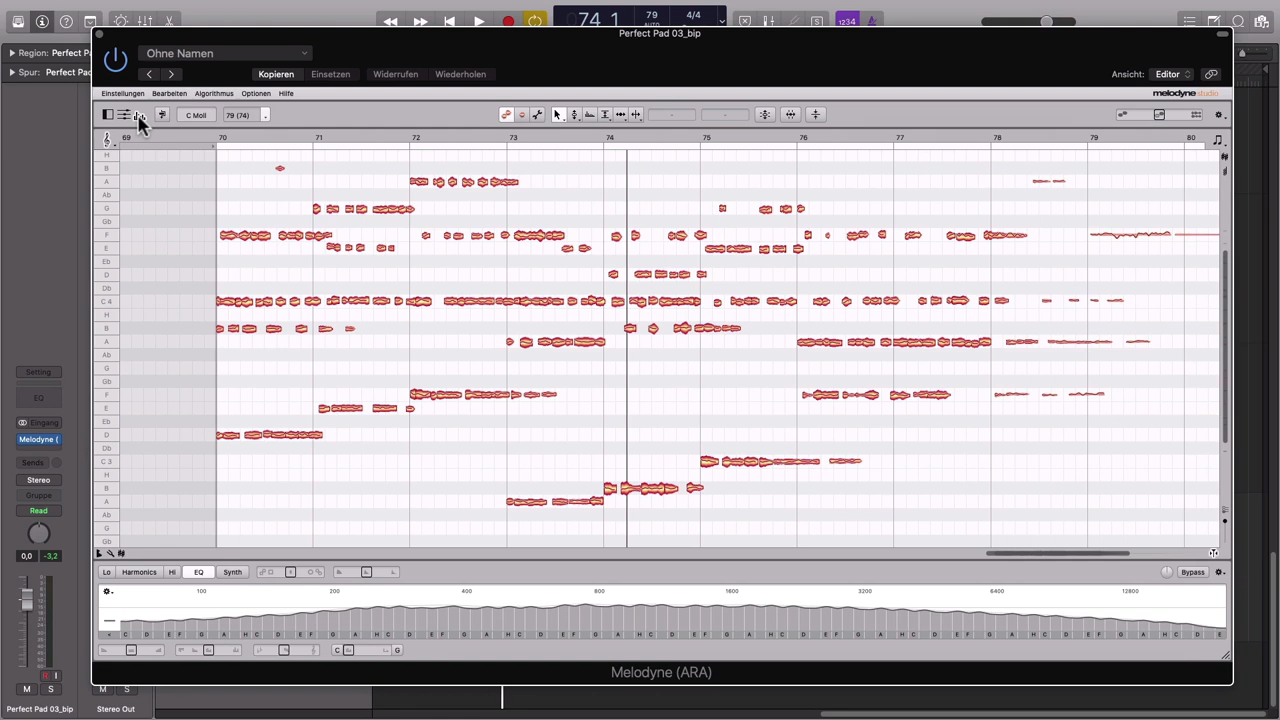 74 1
79
4/4
1234
Region: Perfect P
Spur: Perfect Pad
Perfect Pad 03_bip
Ohne Namen
Kopieren
Einsetzen
Widerrufen
Wiederholen
Ansicht:
Editor
Einstellungen
Bearbeiten
Algorithmus
Optionen
Hilfe
melodyne studio
C Moll
79 (74)
69
70
71
72
73
74
75
76
77
78
79
80
H
B
A
Ab
G
Gb
F
E
Eb
D
Db
C 4
H
B
A
Ab
G
Gb
F
E
Eb
D
Db
C 3
H
B
A
Ab
G
Gb
Setting
EQ
Eingang
Melodyne (
Sends
Stereo
Gruppe
Read
0,0
-3,2
R
I
M
S
M
S
Perfect Pad 03_bip
Stereo Out
Lo
Harmonics
Hi
EQ
Synth
Bypass
100
200
400
800
1600
3200
6400
12800
C D E F G A H C D E F G A H C D E F G A H C D E F G A H C D E F G A H C D E F G A H C D E F G A H C D E
C
G
Melodyne (ARA)